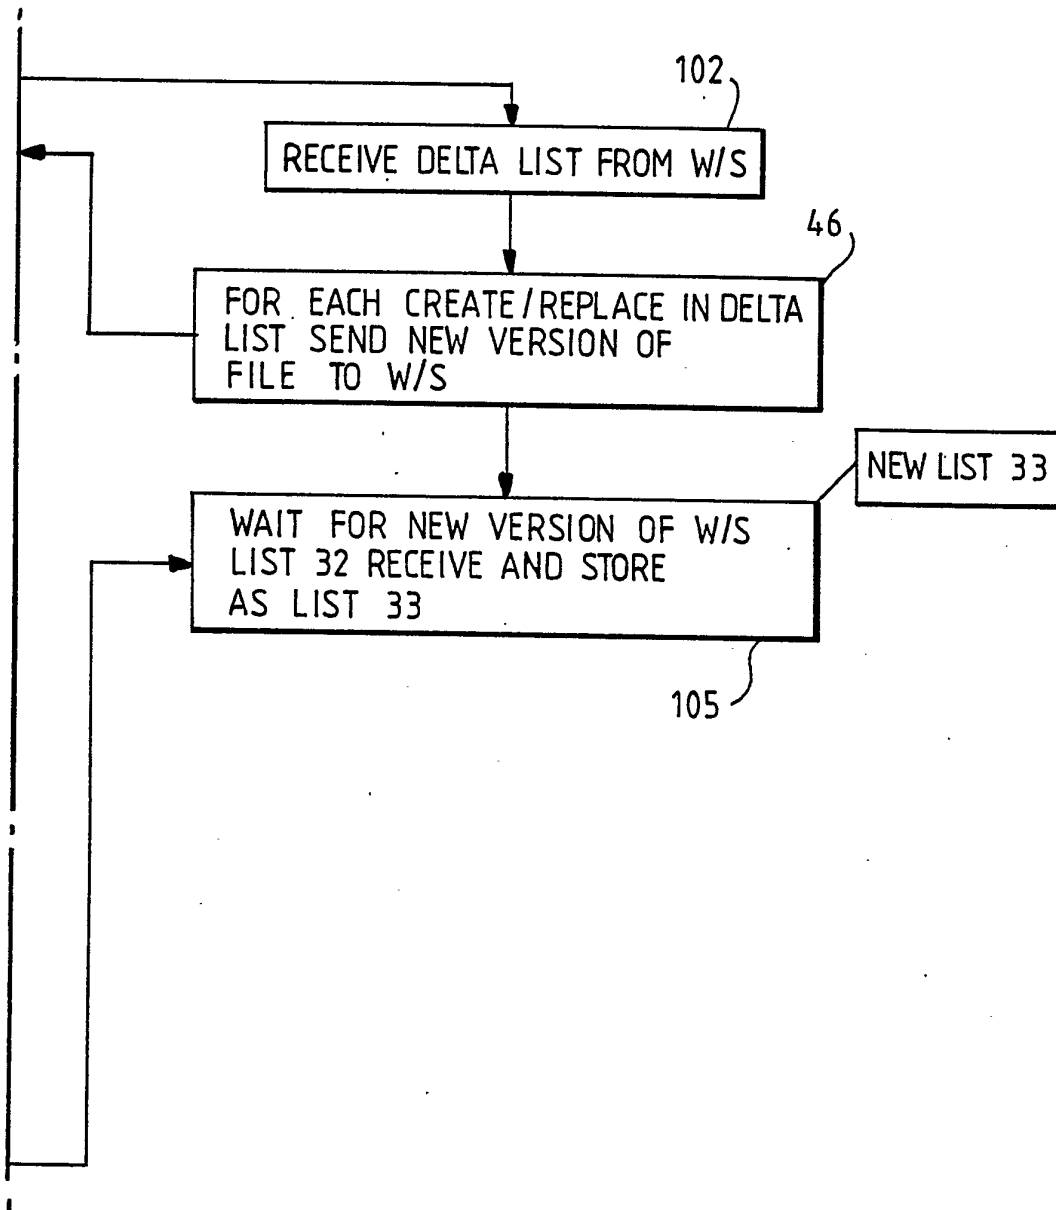 102
RECEIVE DELTA LIST FROM W/S
46
FOR EACH CREATE/REPLACE IN DELTA
LIST SEND NEW VERSION OF
FILE TO W/S
NEW LIST 33
WAIT FOR NEW VERSION OF W/S
LIST 32 RECEIVE AND STORE
AS LIST 33
105